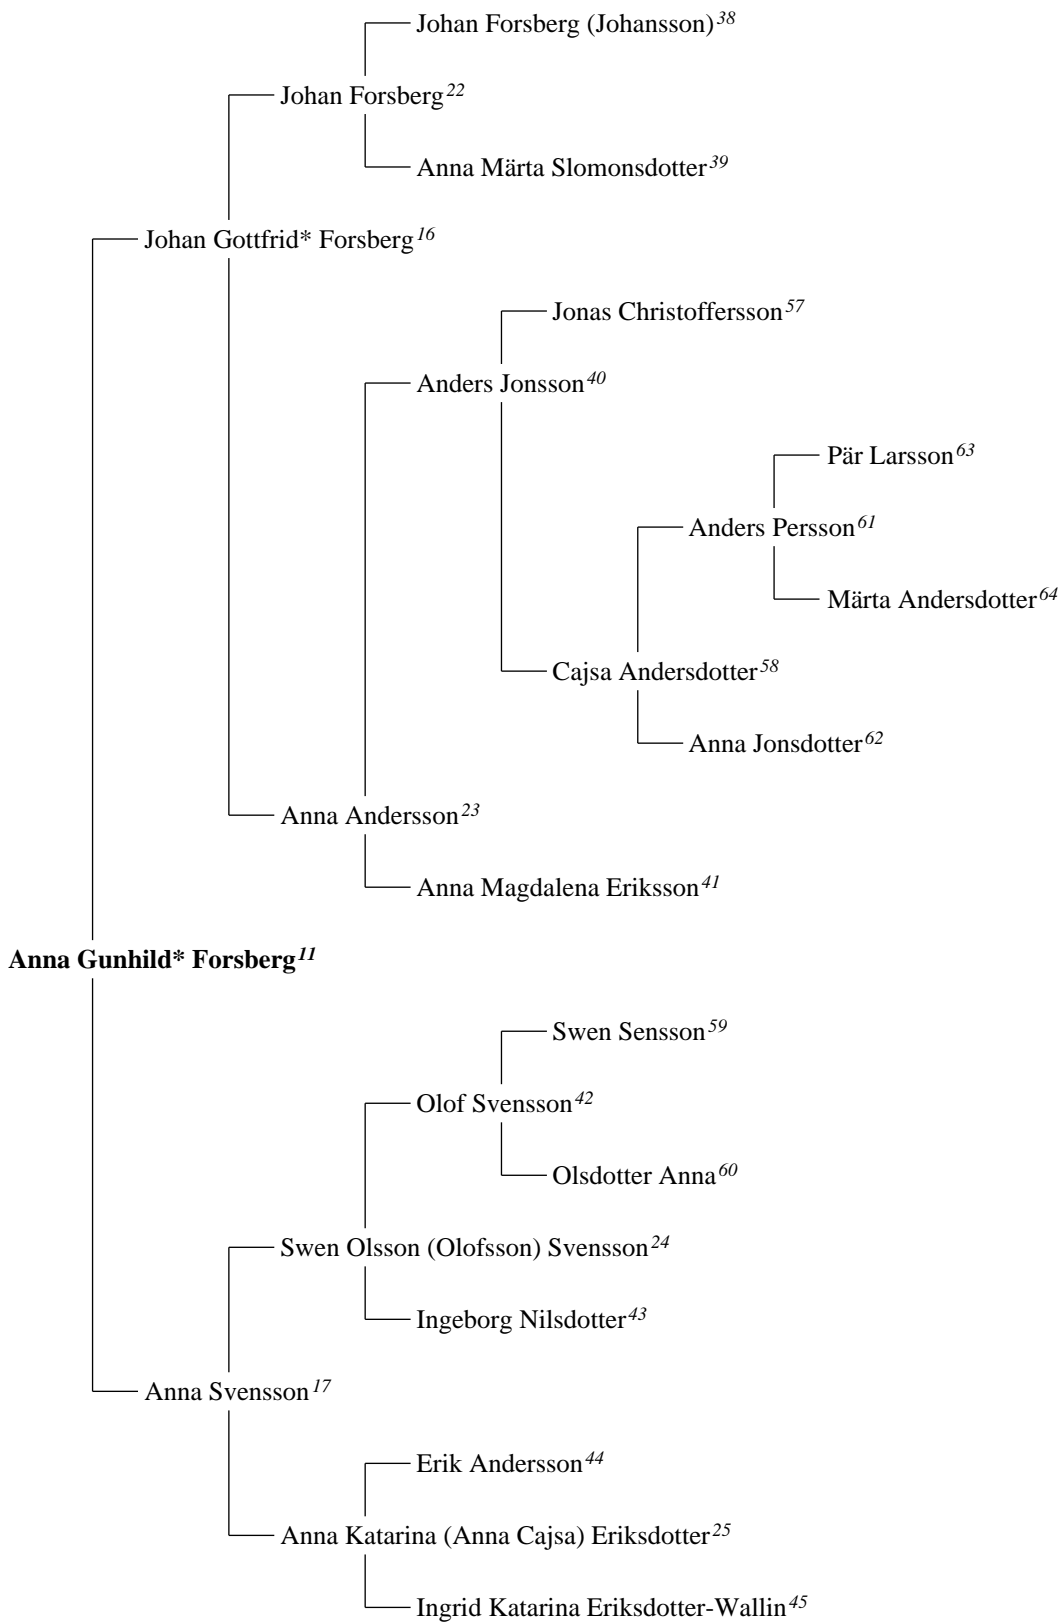 Johan Forsberg (Johansson)38
Johan Forsberg22
Anna Märta Slomonsdotter39
Johan Gottfrid* Forsberg16
Jonas Christoffersson57
Anders Jonsson40
Pär Larsson63
Anders Persson61
Märta Andersdotter64
Cajsa Andersdotter58
Anna Jonsdotter62
Anna Andersson23
Anna Magdalena Eriksson41
Anna Gunhild* Forsberg11
Swen Sensson59
Olof Svensson42
Olsdotter Anna60
Swen Olsson (Olofsson) Svensson24
Ingeborg Nilsdotter43
Anna Svensson17
Erik Andersson44
Anna Katarina (Anna Cajsa) Eriksdotter25
Ingrid Katarina Eriksdotter-Wallin45